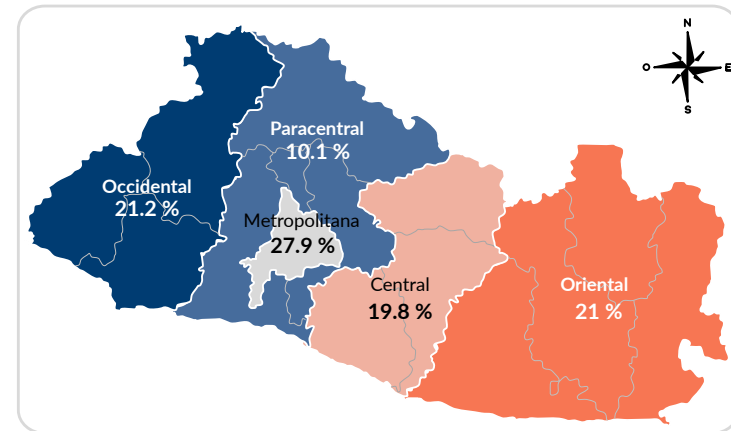 N
O
E
S
Paracentral
10.1 %
Occidental
21.2 %
Metropolitana
27.9 %
Central
19.8 %
Oriental
21 %